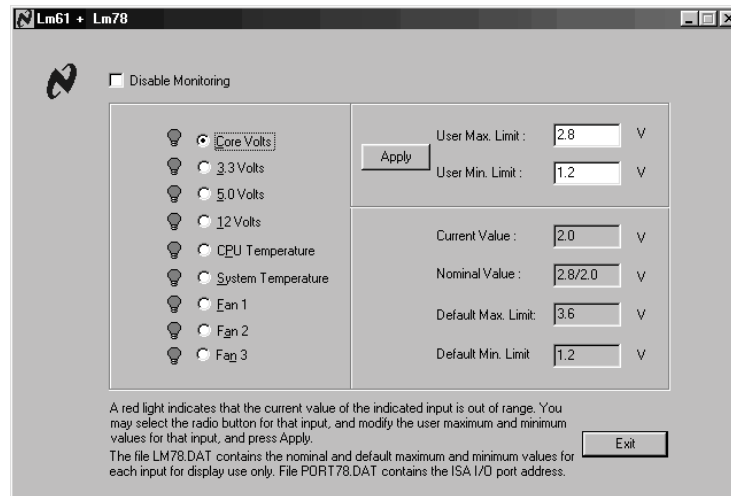 Lm61 + Lm78
Disable Monitoring
Core Volts
3.3 Volts
5.0 Volts
12 Volts
CPU Temperature
System Temperature
Fan 1
Fan 2
Fan 3
Apply
User Max. Limit : 2.8 V
User Min. Limit : 1.2 V
Current Value : 2.0 V
Nominal Value : 2.8/2.0 V
Default Max. Limit: 3.6 V
Default Min. Limit 1.2 V
A red light indicates that the current value of the indicated input is out of range. You
may select the radio button for that input, and modify the user maximum and minimum
values for that input, and press Apply.
The file LM78.DAT contains the nominal and default maximum and minimum values for
each input for display use only. File PORT78.DAT contains the ISA I/O port address.
Exit